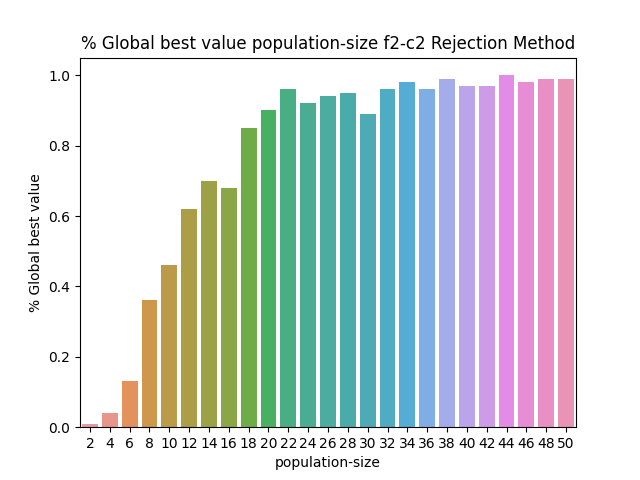 % Global best value population-size f2-c2 Rejection Method
1.0
0.8
0.6
0.4
0.2
0.0
% Global best value
2 4 6 8 10 12 14 16 18 20 22 24 26 28 30 32 34 36 38 40 42 44 46 48 50
population-size